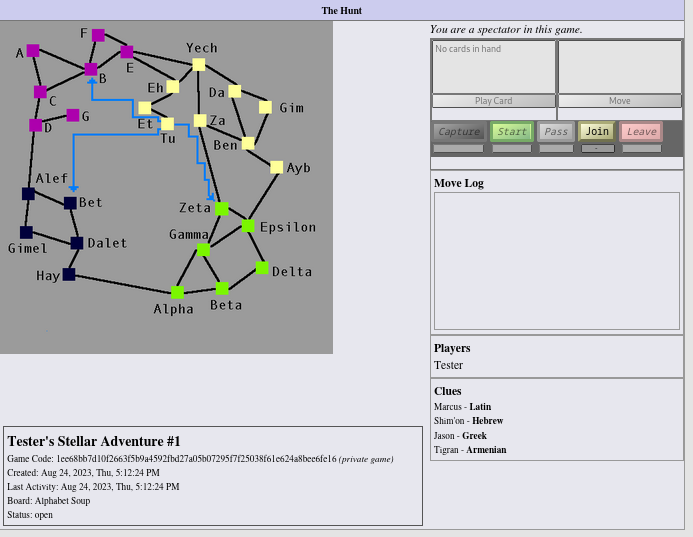 The Hunt
You are a spectator in this game.
No cards in hand
Play Card
Move
Capture
Start
Pass
Join
Leave
-
F
A
E
B
Yech
Eh
Da
C
Gim
G
D
Et
Za
Tu
Ben
Ayb
Alef
Bet
Zeta
Epsilon
Gamma
Gimel
Dalet
Hay
Delta
Alpha
Beta
Move Log
Players
Tester
Clues
Marcus - Latin
Shim'on - Hebrew
Jason - Greek
Tigran - Armenian
Tester's Stellar Adventure #1
Game Code: 1ee68bb7d10f2663f5b9a4592fbd27a05b07295f7f25038f61e624a8bee6fe16 (private game)
Created: Aug 24, 2023, Thu, 5:12:24 PM
Last Activity: Aug 24, 2023, Thu, 5:12:24 PM
Board: Alphabet Soup
Status: open